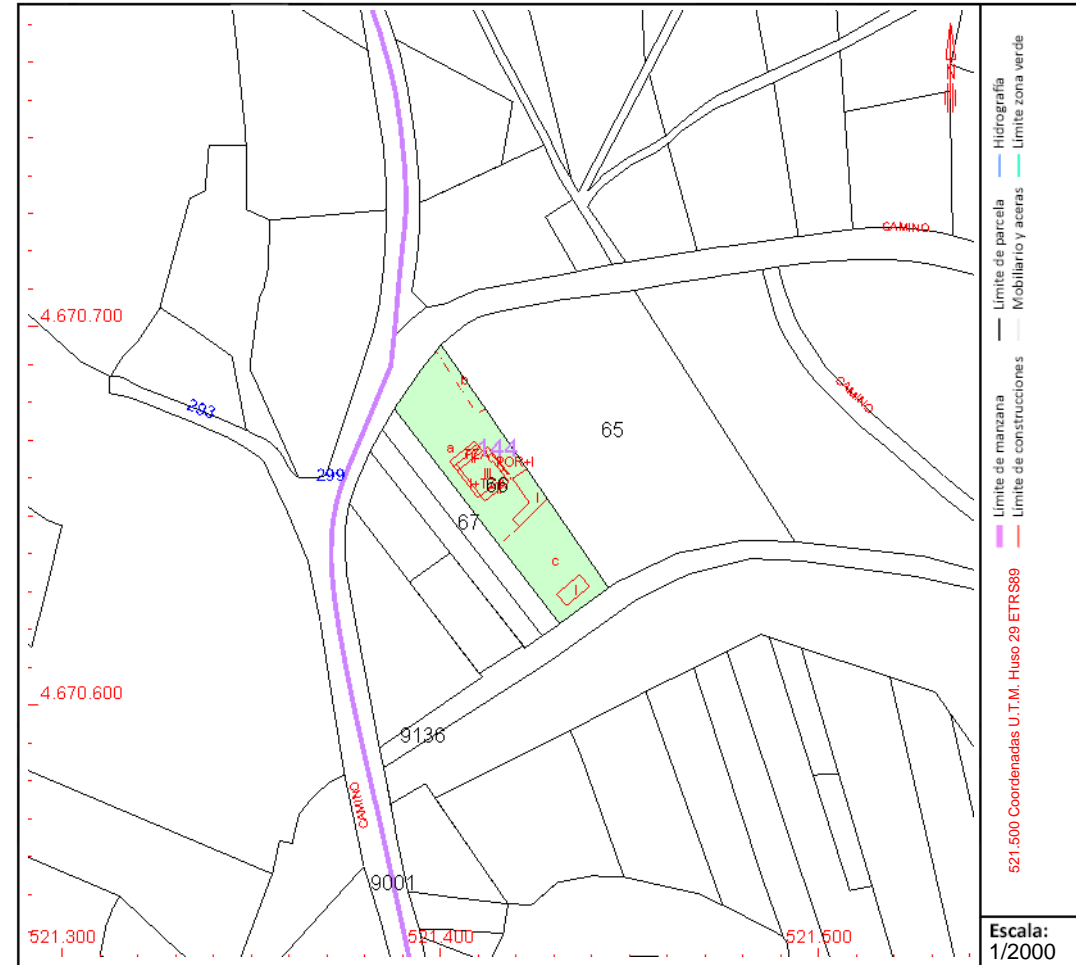 CAMINO
4.670.700
CAMINO
b
65
293
144
a
POR+I
III
299
66
I
67
c
I
4.670.600
9136
CAMINO
9001
521.300
521.400
521.500
Límite de manzana
Límite de parcela
Hidrografía
Límite de construcciones
Mobiliario y aceras
Límite zona verde
521.500 Coordenadas U.T.M. Huso 29 ETRS89
Escala:
1/2000